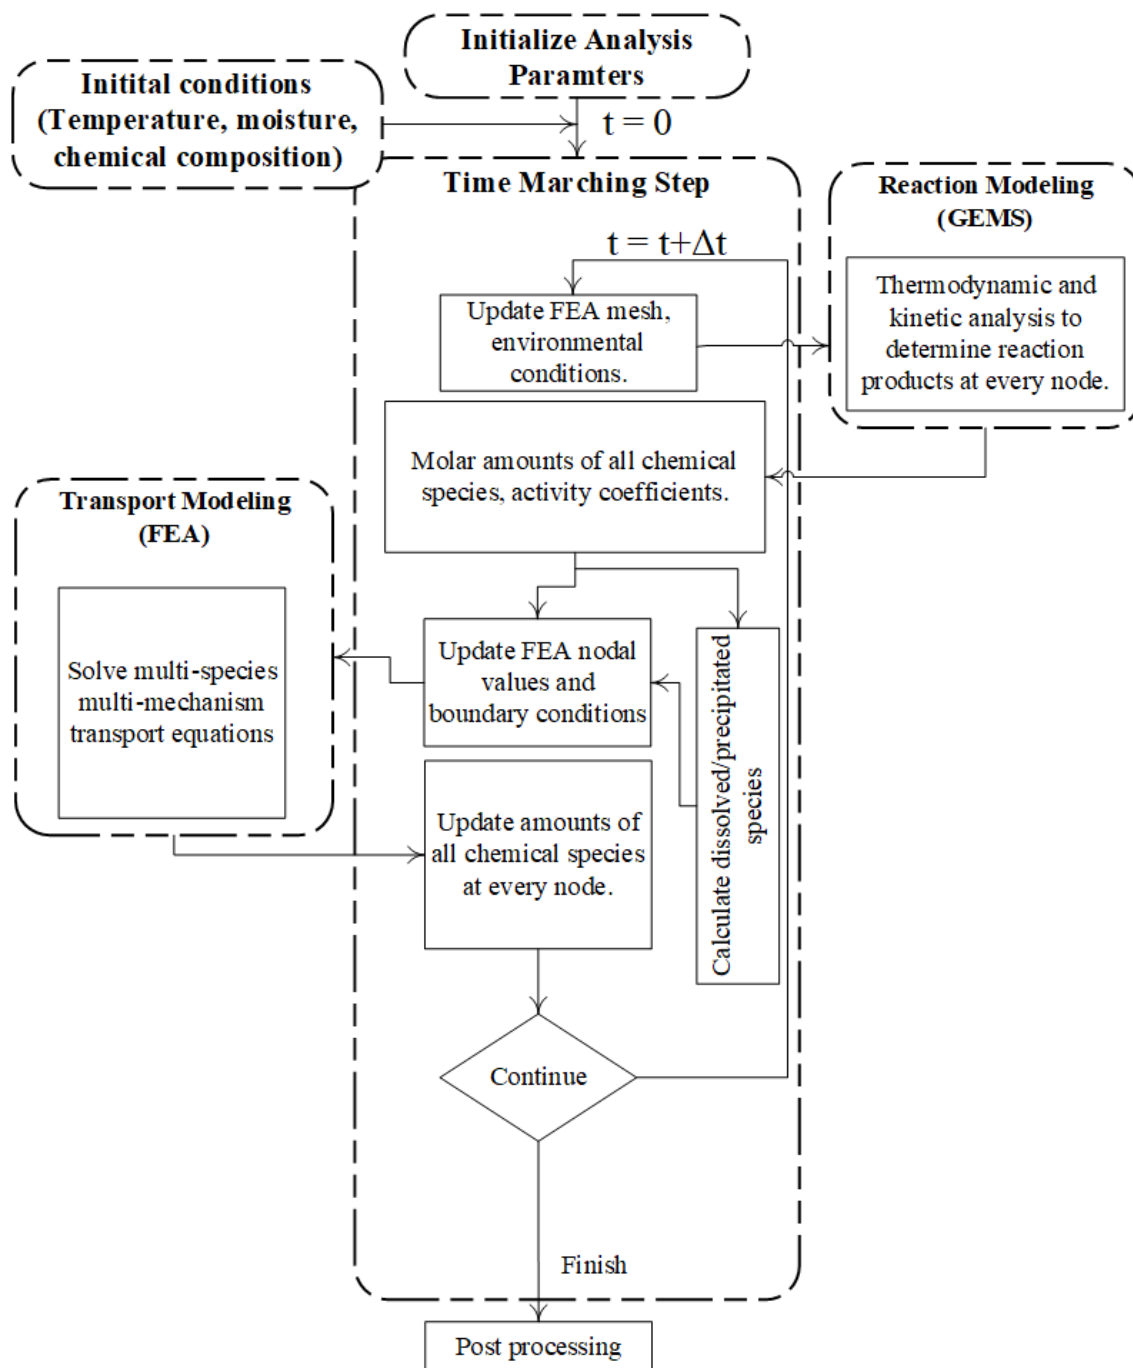 Initialize Analysis
Paramters
Initital conditions
(Temperature, moisture,
chemical composition)
t = 0
Time Marching Step
Reaction Modeling
(GEMS)
t = t+Δt
Update FEA mesh,
environmental
conditions.
Thermodynamic and
kinetic analysis to
determine reaction
products at every node.
Molar amounts of all chemical
species, activity coefficients.
Transport Modeling
(FEA)
Solve multi-species
multi-mechanism
transport equations
Update FEA nodal
values and
boundary conditions
Calculate dissolved/precipitated
species
Update amounts of
all chemical species
at every node.
Continue
Finish
Post processing